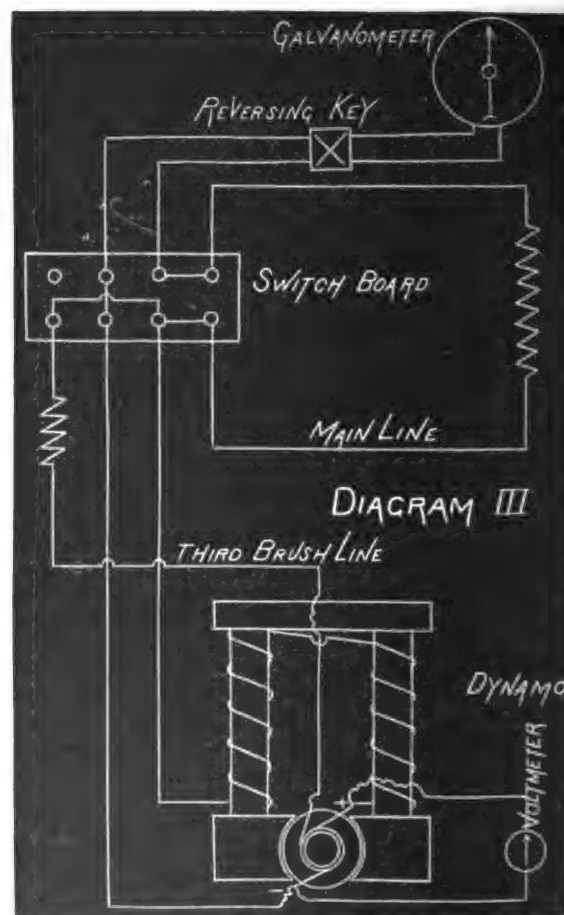 GALVANOMETER
REVERSING KEY
SWITCH BOARD
MAIN LINE
DIAGRAM III
THIRD BRUSH LINE
DYNAMO
VOLTMETER
+
−